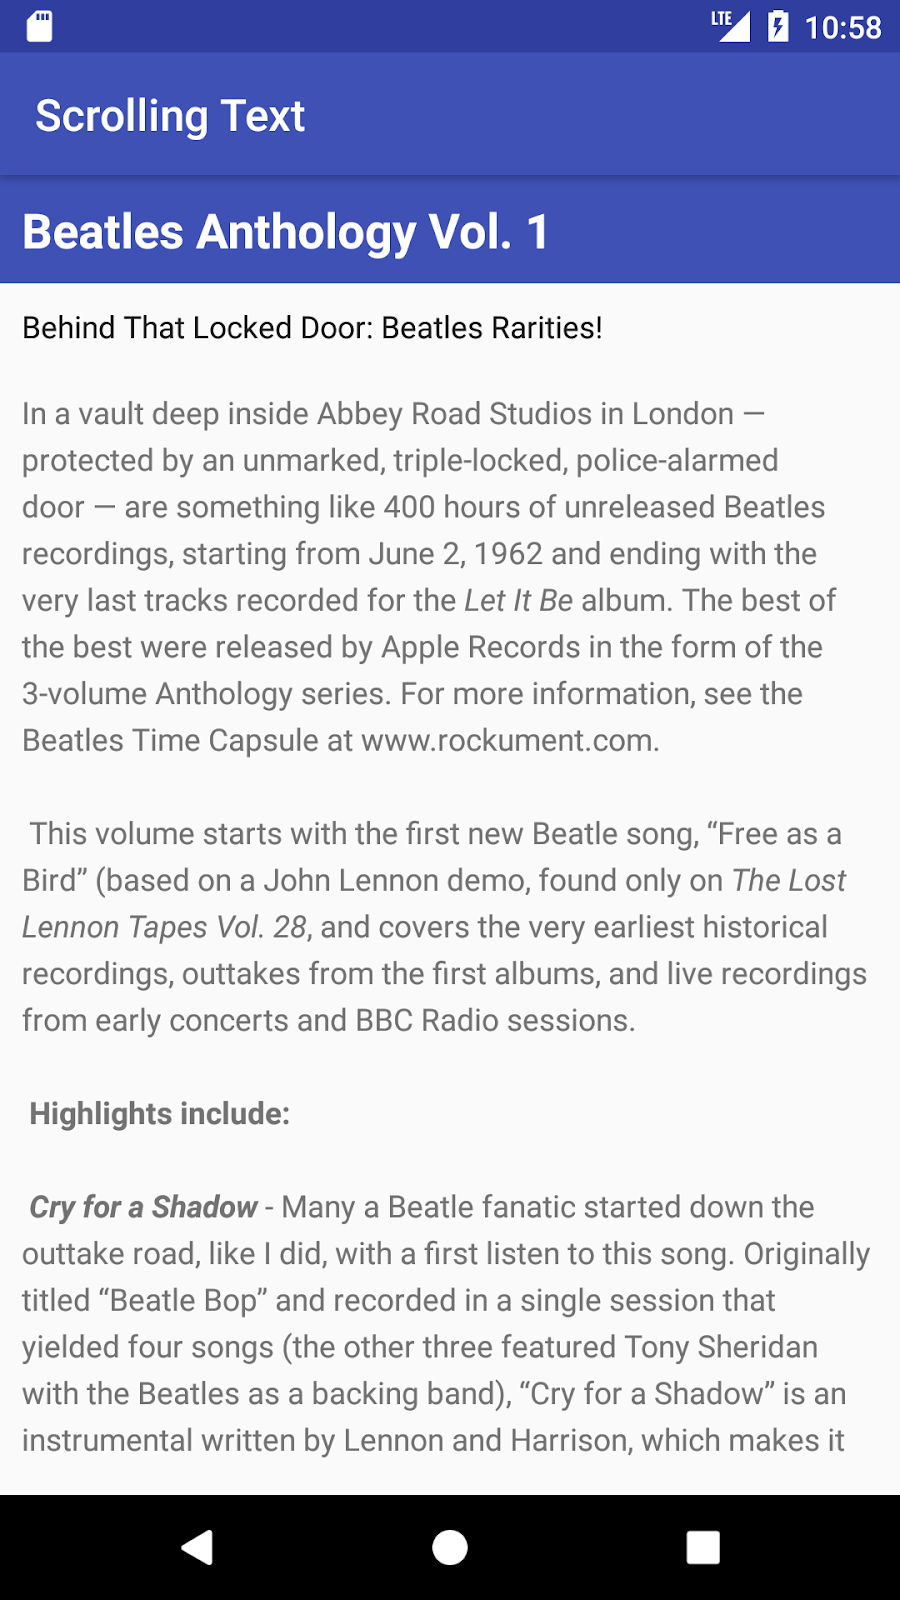 LTE 10:58
Scrolling Text
Beatles Anthology Vol. 1
Behind That Locked Door: Beatles Rarities!
In a vault deep inside Abbey Road Studios in London —
protected by an unmarked, triple-locked, police-alarmed
door — are something like 400 hours of unreleased Beatles
recordings, starting from June 2, 1962 and ending with the
very last tracks recorded for the Let It Be album. The best of
the best were released by Apple Records in the form of the
3-volume Anthology series. For more information, see the
Beatles Time Capsule at www.rockument.com.
This volume starts with the first new Beatle song, “Free as a
Bird” (based on a John Lennon demo, found only on The Lost
Lennon Tapes Vol. 28, and covers the very earliest historical
recordings, outtakes from the first albums, and live recordings
from early concerts and BBC Radio sessions.
Highlights include:
Cry for a Shadow - Many a Beatle fanatic started down the
outtake road, like I did, with a first listen to this song. Originally
titled “Beatle Bop” and recorded in a single session that
yielded four songs (the other three featured Tony Sheridan
with the Beatles as a backing band), “Cry for a Shadow” is an
instrumental written by Lennon and Harrison, which makes it